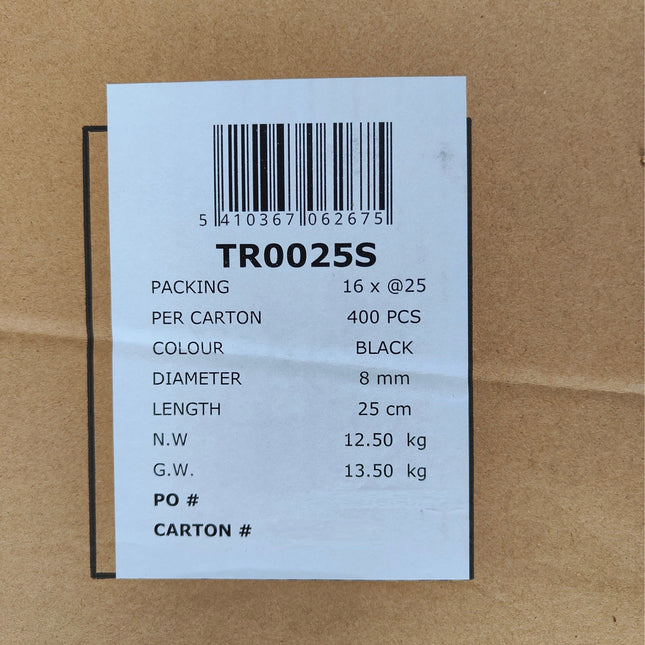 5 410367 062675
TR0025S
PACKING 16 x @25
PER CARTON 400 PCS
COLOUR BLACK
DIAMETER 8 mm
LENGTH 25 cm
N.W 12.50 kg
G.W. 13.50 kg
PO #
CARTON #